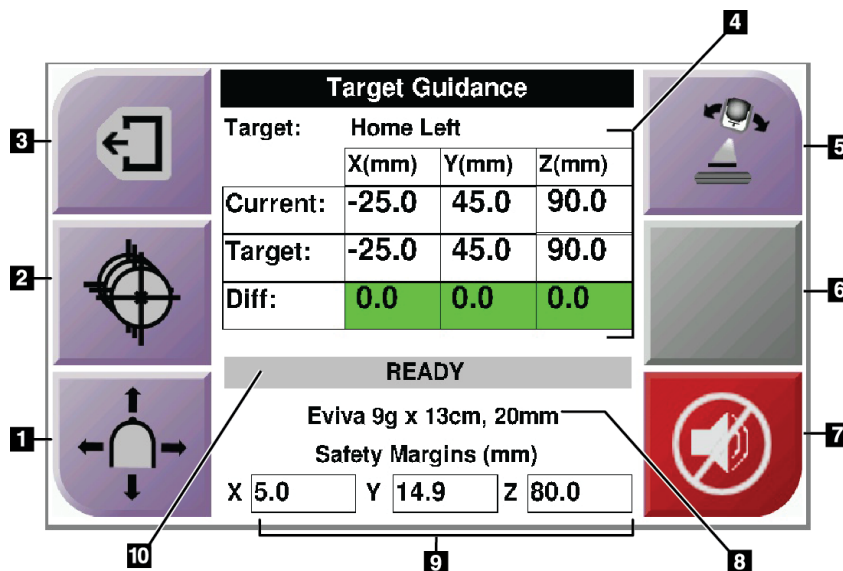 4
Target Guidance
3
Target: Home Left
5
X(mm) Y(mm) Z(mm)
Current: -25.0 45.0 90.0
2
Target: -25.0 45.0 90.0
6
Diff: 0.0 0.0 0.0
READY
Eviva 9g x 13cm, 20mm
1
7
Safety Margins (mm)
X 5.0 Y 14.9 Z 80.0
10
9
8